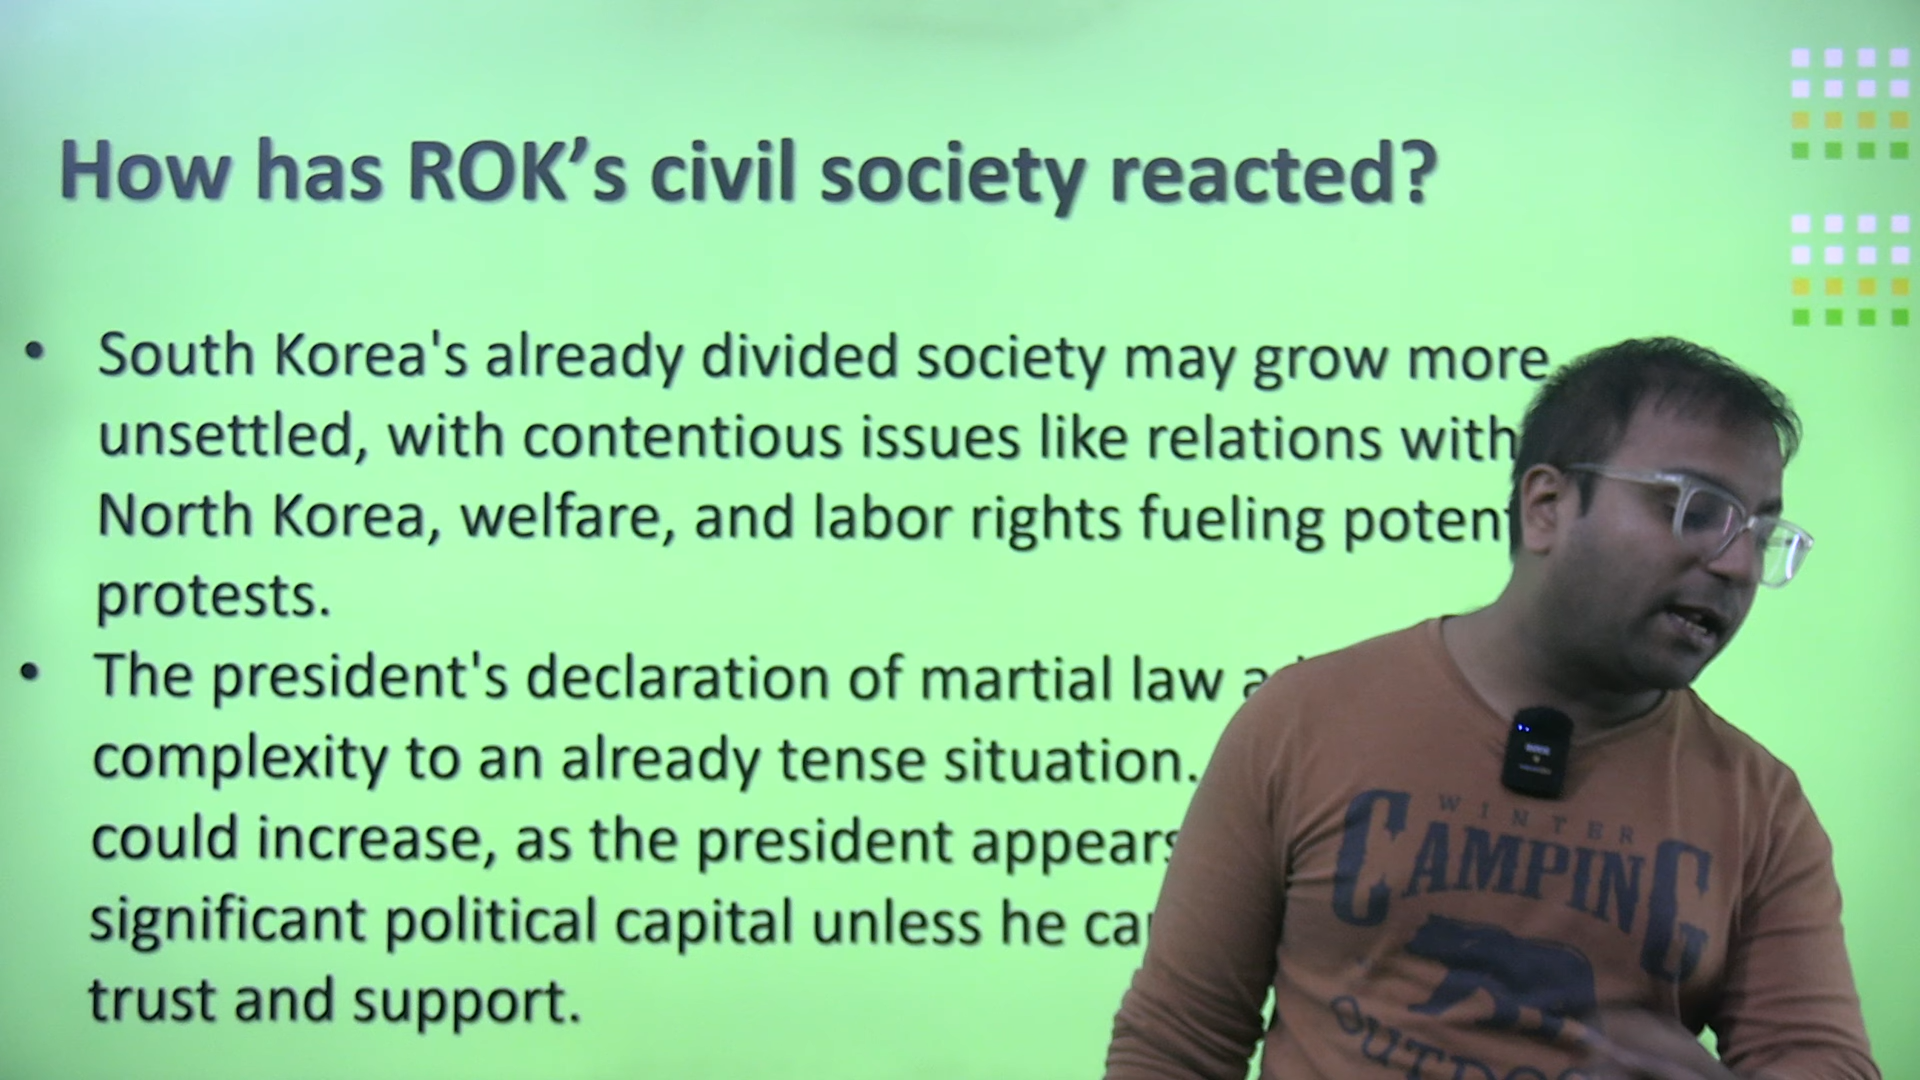 How has ROK's civil society reacted?
• South Korea's already divided society may grow more
unsettled, with contentious issues like relations with
North Korea, welfare, and labor rights fueling
protests.
• The president's declaration of martial law
complexity to an already tense situation.
could increase, as the president appears
significant political capital unless he
trust and support.
WINTER
CAMPING